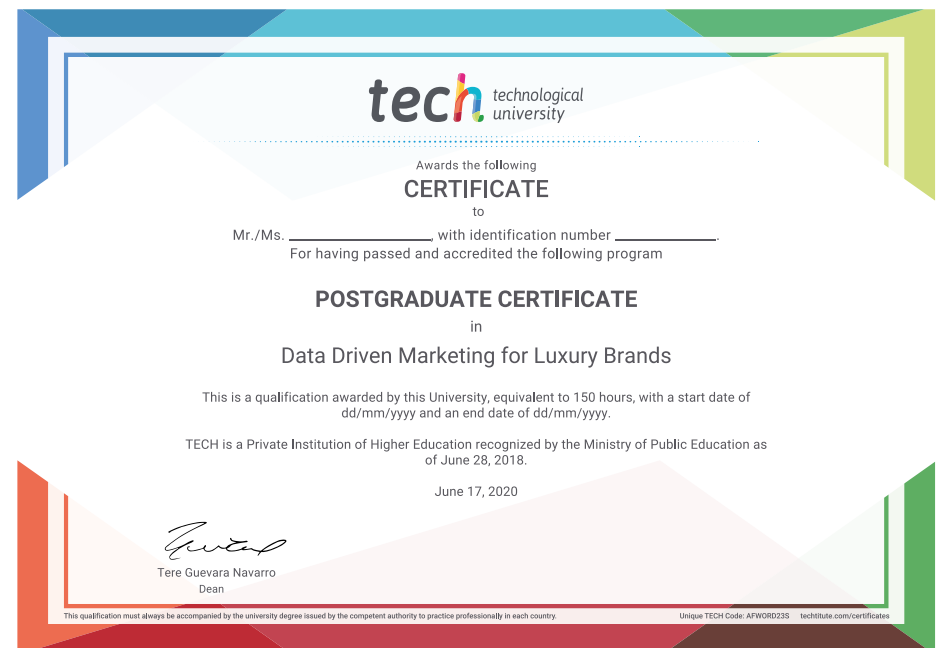 tech technological
university
Awards the following
CERTIFICATE
to
Mr./Ms. ________________, with identification number ____________.
For having passed and accredited the following program
POSTGRADUATE CERTIFICATE
in
Data Driven Marketing for Luxury Brands
This is a qualification awarded by this University, equivalent to 150 hours, with a start date of
dd/mm/yyyy and an end date of dd/mm/yyyy.
TECH is a Private Institution of Higher Education recognized by the Ministry of Public Education as
of June 28, 2018.
June 17, 2020
Tere Guevara Navarro
Dean
This qualification must always be accompanied by the university degree issued by the competent authority to practice professionally in each country.
Unique TECH Code: AFWORD23S techtitute.com/certificates